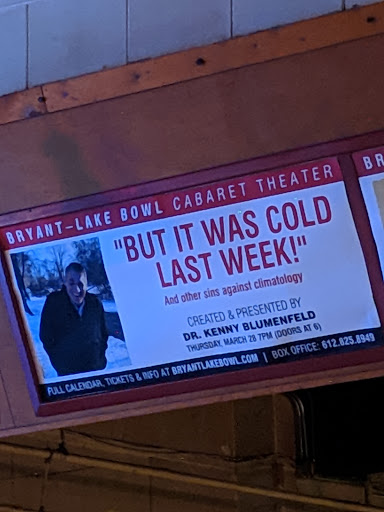 BRYANT-LAKE BOWL CABARET THEATER
"BUT IT WAS COLD
LAST WEEK!"
And other sins against climatology
CREATED & PRESENTED BY
DR. KENNY BLUMENFELD
THURSDAY, MARCH 28 7PM (DOORS AT 6)
FULL CALENDAR, TICKETS & INFO AT BRYANTLAKEBOWL.COM | BOX OFFICE: 612.825.8949
BR